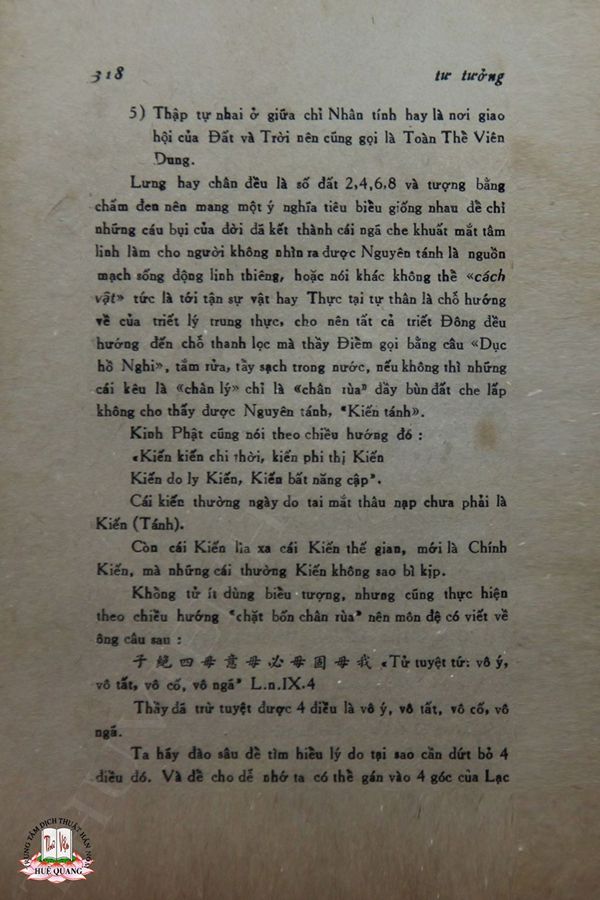 318
tư tưởng
5) Thập tự nhai ở giữa chỉ Nhân tính hay là nơi giao
hội của Đất và Trời nên cũng gọi là Toàn Thể Viên
Dung.
Lưng hay chân đều là số đất 2,4,6,8 và tượng bằng
chấm đen nên mang một ý nghĩa tiêu biểu giống nhau để chỉ
những cáu bụi của đời đã kết thành cái ngã che khuất mắt tâm
linh làm cho người không nhìn ra được Nguyên tánh là nguồn
mạch sống động linh thiêng, hoặc nói khác không thể «cách
vật» tức là tới tận sự vật hay Thực tại tự thân là chỗ hướng
về của triết lý trung thực, cho nên tất cả triết Đông đều
hướng đến chỗ thanh lọc mà thầy Điềm gọi bằng câu «Dục
hồ Nghi», tắm rửa, tẩy sạch trong nước, nếu không thì những
cái kêu là «chân lý» chỉ là «chân rùa" dầy bùn đất che lấp
không cho thấy được Nguyên tánh, "Kiến tánh».
Kinh Phật cũng nói theo chiều hướng đó :
«Kiến kiến chi thời, kiến phi thị Kiến
Kiến do ly Kiến, Kiến bất năng cập".
Cái kiến thường ngày do tai mắt thâu nạp chưa phải là
Kiến (Tánh).
Còn cái Kiến lìa xa cái Kiến thế gian, mới là Chính
Kiến, mà những cái thường Kiến không sao bì kịp.
Khổng tử ít dùng biểu tượng, nhưng cũng thực hiện
theo chiều hướng "chặt bốn chân rùa" nên môn đệ có viết về
ông câu sau :
子絕四毋意毋必毋固毋我 «Tử tuyệt tứ: vô ý,
vô tất, vô cố, vô ngã" L.n.IX.4
Thầy đã trừ tuyệt được 4 điều là vô ý, vô tất, vô cố, vô
ngã.
Ta hãy đào sâu để tìm hiểu lý do tại sao cần dứt bỏ 4
điều đó. Và để cho dễ nhớ ta có thể gán vào 4 góc của Lạc
TRUNG TÂM DỊCH THUẬT HÁN NÔM
HUỆ QUANG